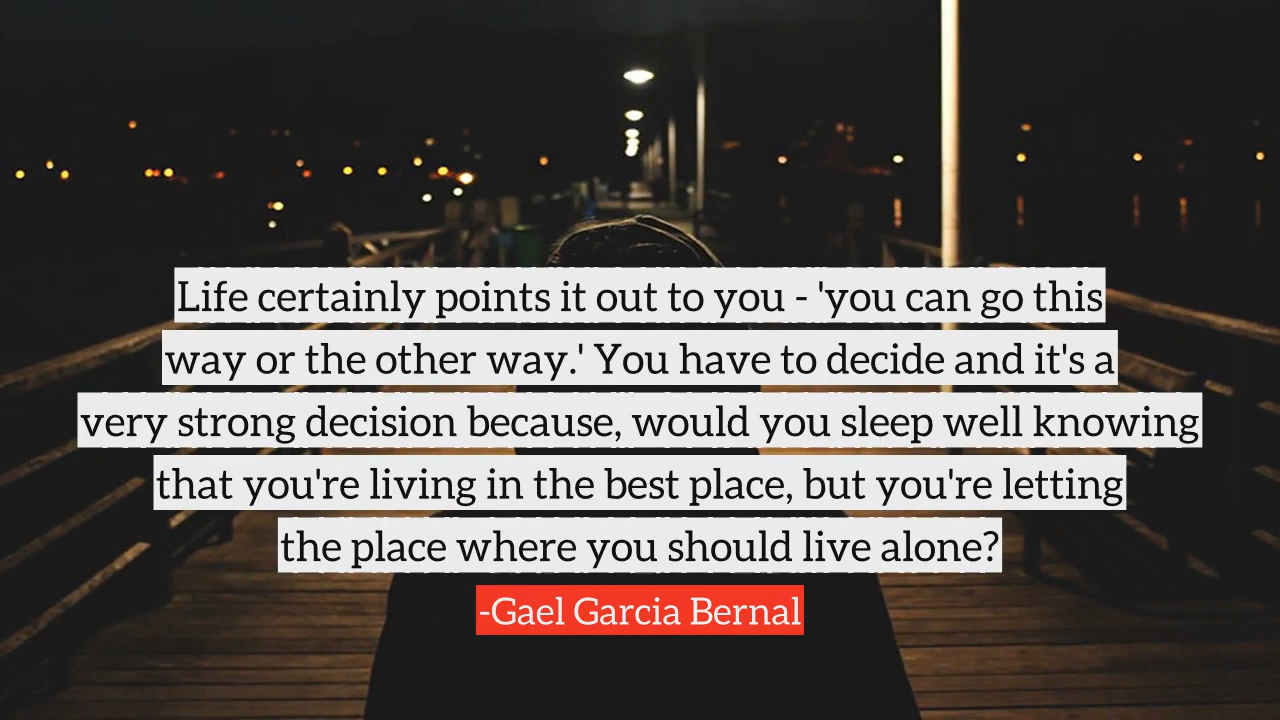 Life certainly points it out to you - 'you can go this
way or the other way.' You have to decide and it's a
very strong decision because, would you sleep well knowing
that you're living in the best place, but you're letting
the place where you should live alone?
-Gael Garcia Bernal